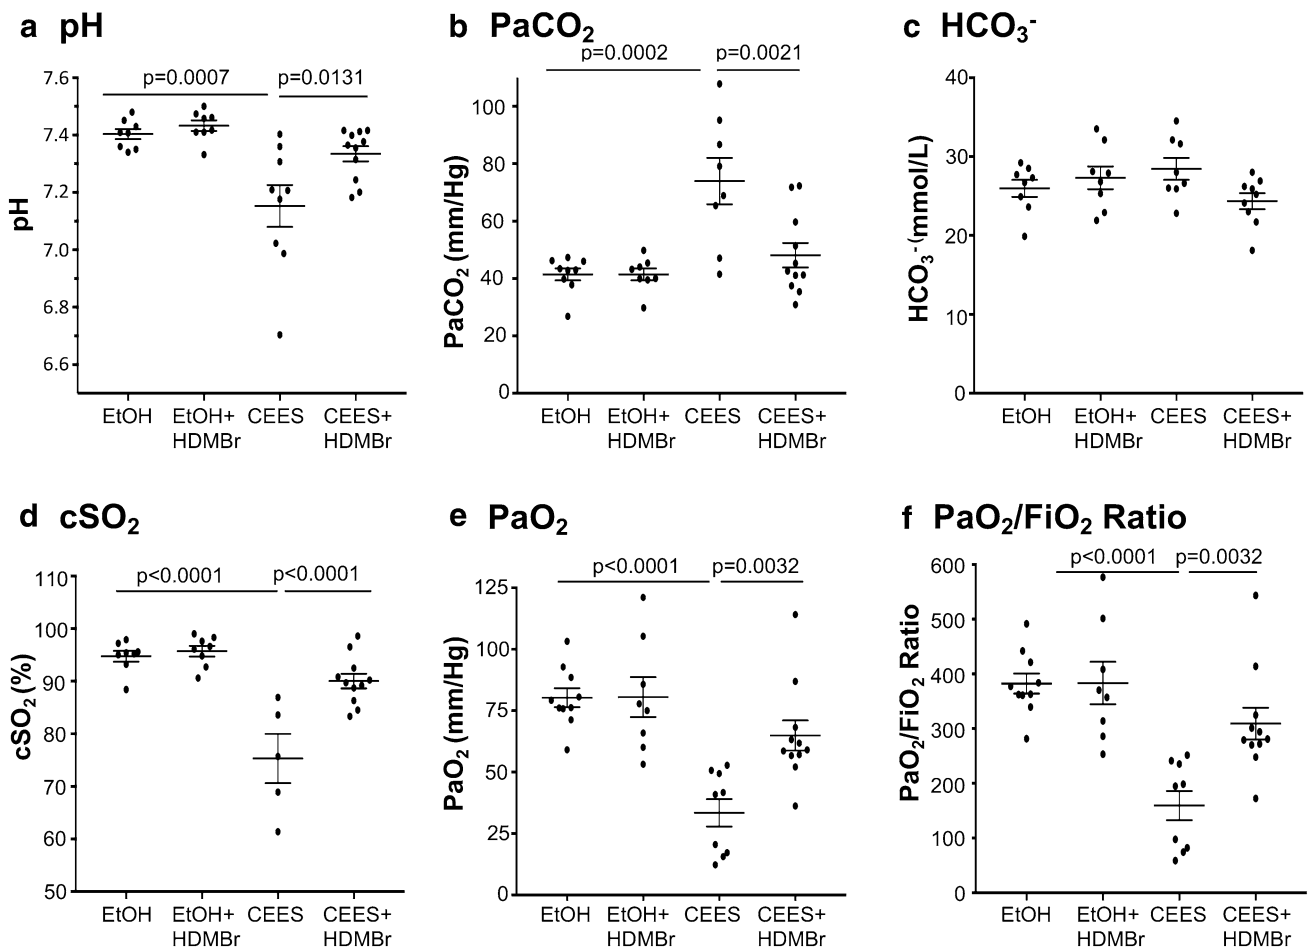 a pH
p=0.0007 p=0.0131
pH
7.6
7.4
7.2
7.0
6.8
6.6
EtOH EtOH+ CEES CEES+
HDMBr HDMBr
b PaCO₂
p=0.0002 p=0.0021
PaCO₂ (mm/Hg)
100
80
60
40
20
0
EtOH EtOH+ CEES CEES+
HDMBr HDMBr
c HCO₃⁻
HCO₃⁻⁽(mmol/L)
40
30
20
10
0
EtOH EtOH+ CEES CEES+
HDMBr HDMBr
d cSO₂
p<0.0001 p<0.0001
cSO₂ (%)
110
100
90
80
70
60
50
EtOH EtOH+ CEES CEES+
HDMBr HDMBr
e PaO₂
p<0.0001 p=0.0032
PaO₂ (mm/Hg)
125
100
75
50
25
0
EtOH EtOH+ CEES CEES+
HDMBr HDMBr
f PaO₂/FiO₂ Ratio
p<0.0001 p=0.0032
PaO₂/FiO₂ Ratio
600
500
400
300
200
100
0
EtOH EtOH+ CEES CEES+
HDMBr HDMBr